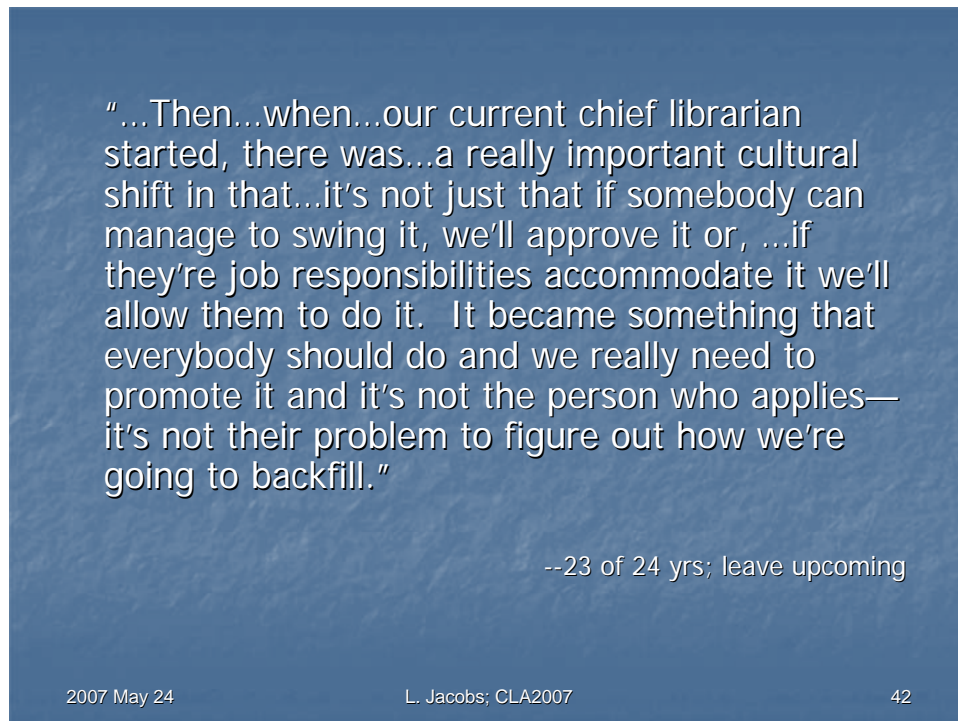 “...Then...when...our current chief librarian
started, there was...a really important cultural
shift in that...it’s not just that if somebody can
manage to swing it, we’ll approve it or, ...if
they’re job responsibilities accommodate it we’ll
allow them to do it.  It became something that
everybody should do and we really need to
promote it and it’s not the person who applies—
it’s not their problem to figure out how we’re
going to backfill.”
--23 of 24 yrs; leave upcoming
2007 May 24 L. Jacobs; CLA2007 42